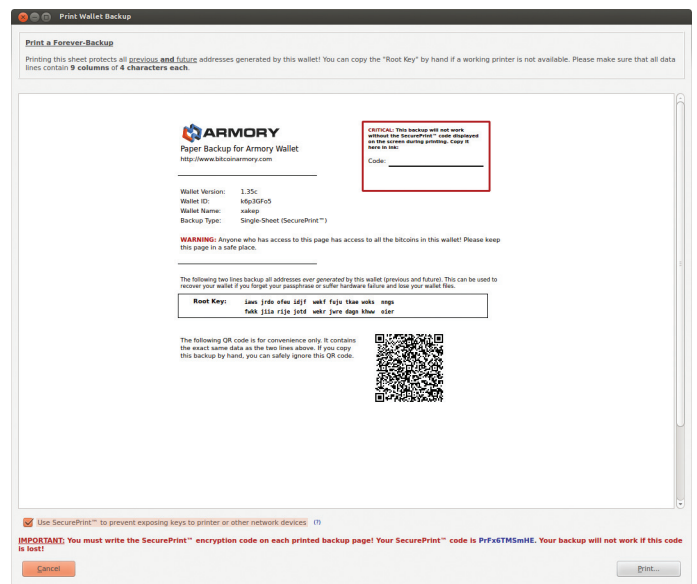 Print Wallet Backup
Print a Forever-Backup
Printing this sheet protects all previous and future addresses generated by this wallet! You can copy the "Root Key" by hand if a working printer is not available. Please make sure that all data
lines contain 9 columns of 4 characters each.
ARMORY
Paper Backup for Armory Wallet
http://www.bitcoinarmory.com
CRITICAL: This backup will not work
without the SecurePrint™ code displayed
on the screen during printing. Copy it
here in ink:
Code:
Wallet Version: 1.35c
Wallet ID: k6p3GFo5
Wallet Name: xakep
Backup Type: Single-Sheet (SecurePrint™)
WARNING: Anyone who has access to this page has access to all the bitcoins in this wallet! Please keep
this page in a safe place.
The following two lines backup all addresses ever generated by this wallet (previous and future). This can be used to
recover your wallet if you forget your passphrase or suffer hardware failure and lose your wallet files.
Root Key: iaws jrdo ofeu idjf wekf fuju tkae woks nngs
fwkk jiia rije jotd wekr jwre dagn khww oier
The following QR code is for convenience only. It contains
the exact same data as the two lines above. If you copy
this backup by hand, you can safely ignore this QR code.
Use SecurePrint™ to prevent exposing keys to printer or other network devices (?)
IMPORTANT: You must write the SecurePrint™ encryption code on each printed backup page! Your SecurePrint™ code is PrFx6TMSmHE. Your backup will not work if this code
is lost!
Cancel
Print...